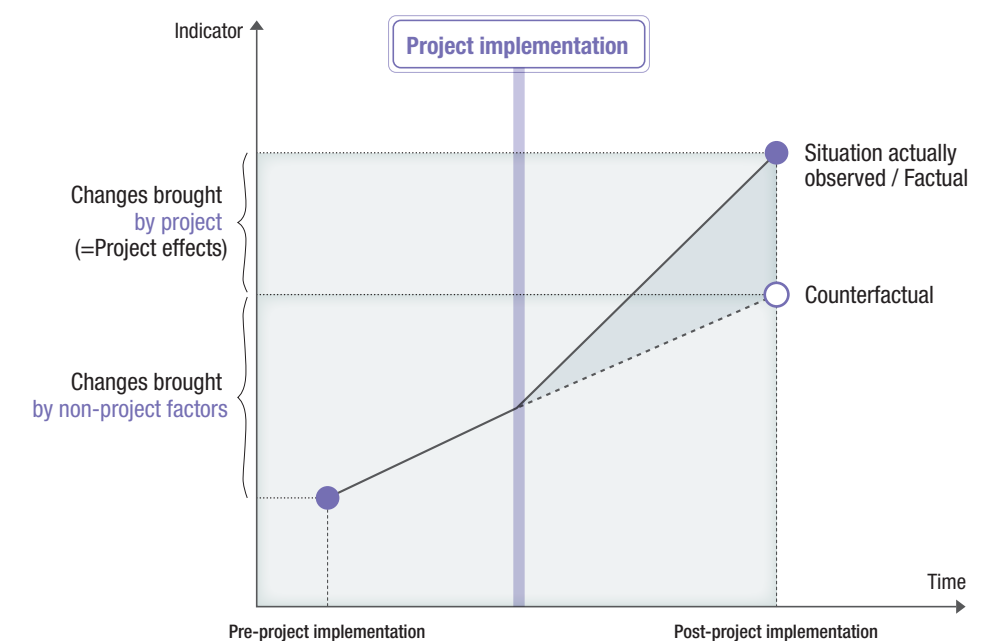 Indicator
Project implementation
Situation actually
observed / Factual
Changes brought
by project
(=Project effects)
Counterfactual
Changes brought
by non-project factors
Time
Pre-project implementation
Post-project implementation